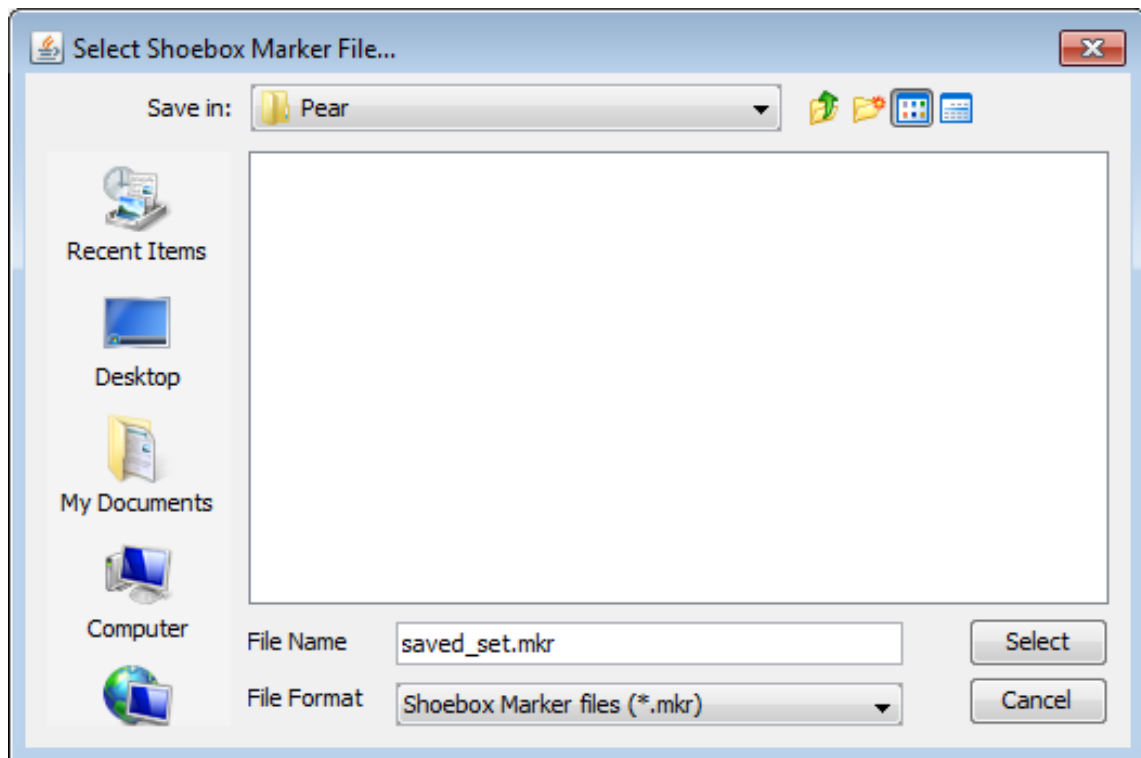 Select Shoebox Marker File...
Save in: Pear
Recent Items
Desktop
My Documents
Computer
File Name saved_set.mkr Select
File Format Shoebox Marker files (*.mkr) Cancel